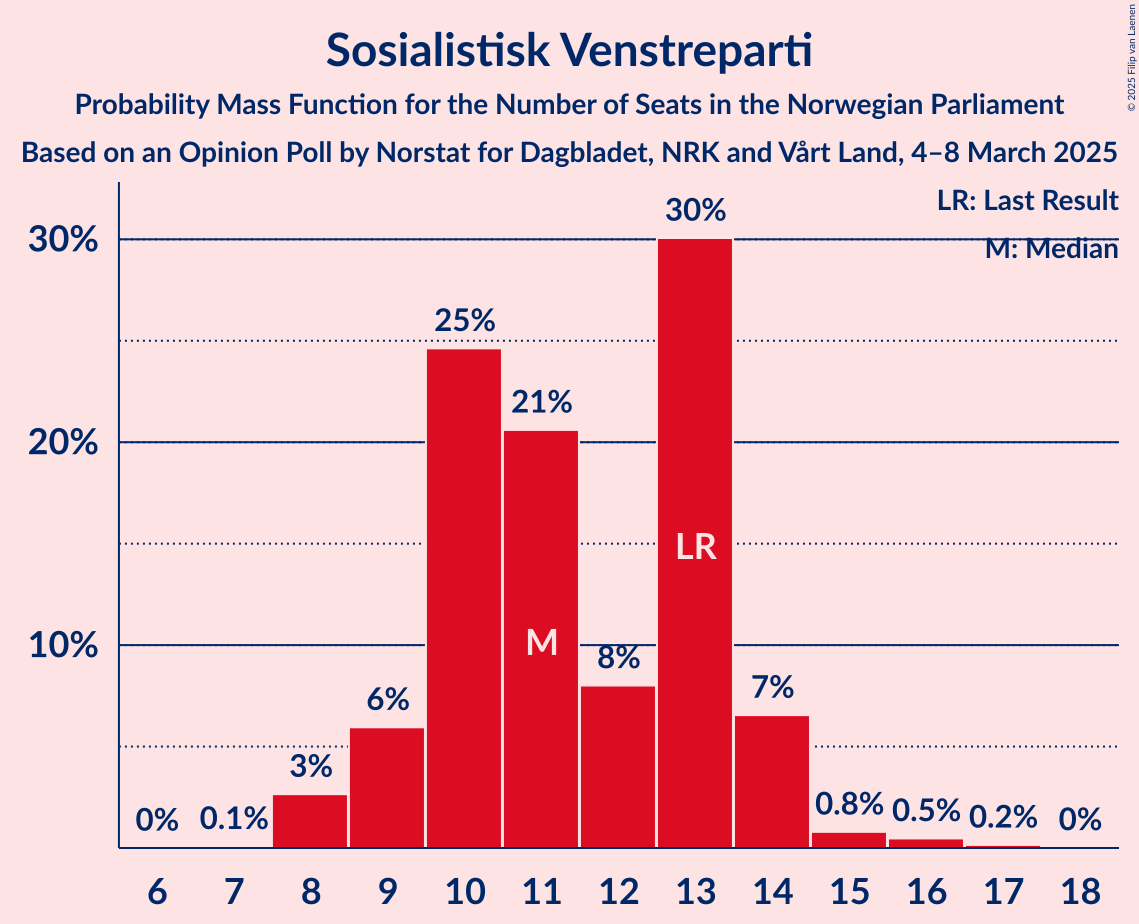 Sosialistisk Venstreparti
Probability Mass Function for the Number of Seats in the Norwegian Parliament
Based on an Opinion Poll by Norstat for Dagbladet, NRK and Vårt Land, 4–8 March 2025
© 2025 Filip van Laenen
LR: Last Result
M: Median
30%
20%
10%
0%
0.1%
3%
6%
25%
21%
8%
30%
7%
0.8%
0.5%
0.2%
0%
M
LR
6 7 8 9 10 11 12 13 14 15 16 17 18